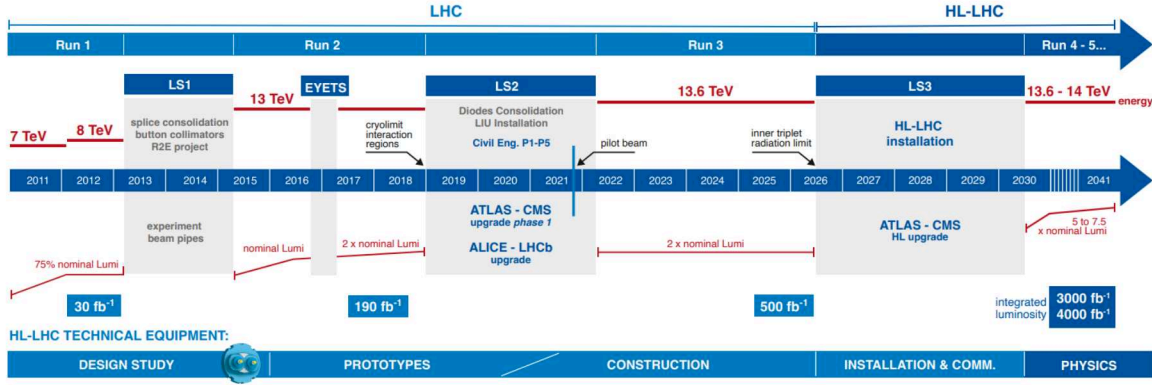 LHC
HL-LHC
Run 1
Run 2
Run 3
Run 4 - 5...
LS1
EYETS
LS2
LS3
13 TeV
13.6 TeV
13.6 - 14 TeV
energy
7 TeV
8 TeV
splice consolidation
button collimators
R2E project
cryolimit
interaction
regions
Diodes Consolidation
LIU Installation
Civil Eng. P1-P5
pilot beam
inner triplet
radiation limit
HL-LHC
installation
2011
2012
2013
2014
2015
2016
2017
2018
2019
2020
2021
2022
2023
2024
2025
2026
2027
2028
2029
2030
2041
experiment
beam pipes
ATLAS - CMS
upgrade phase 1
ALICE - LHCb
upgrade
ATLAS - CMS
HL upgrade
5 to 7.5
x nominal Lumi
75% nominal Lumi
nominal Lumi
2 x nominal Lumi
2 x nominal Lumi
30 fb-1
190 fb-1
500 fb-1
integrated
luminosity
3000 fb-1
4000 fb-1
HL-LHC TECHNICAL EQUIPMENT:
DESIGN STUDY
PROTOTYPES
CONSTRUCTION
INSTALLATION & COMM.
PHYSICS